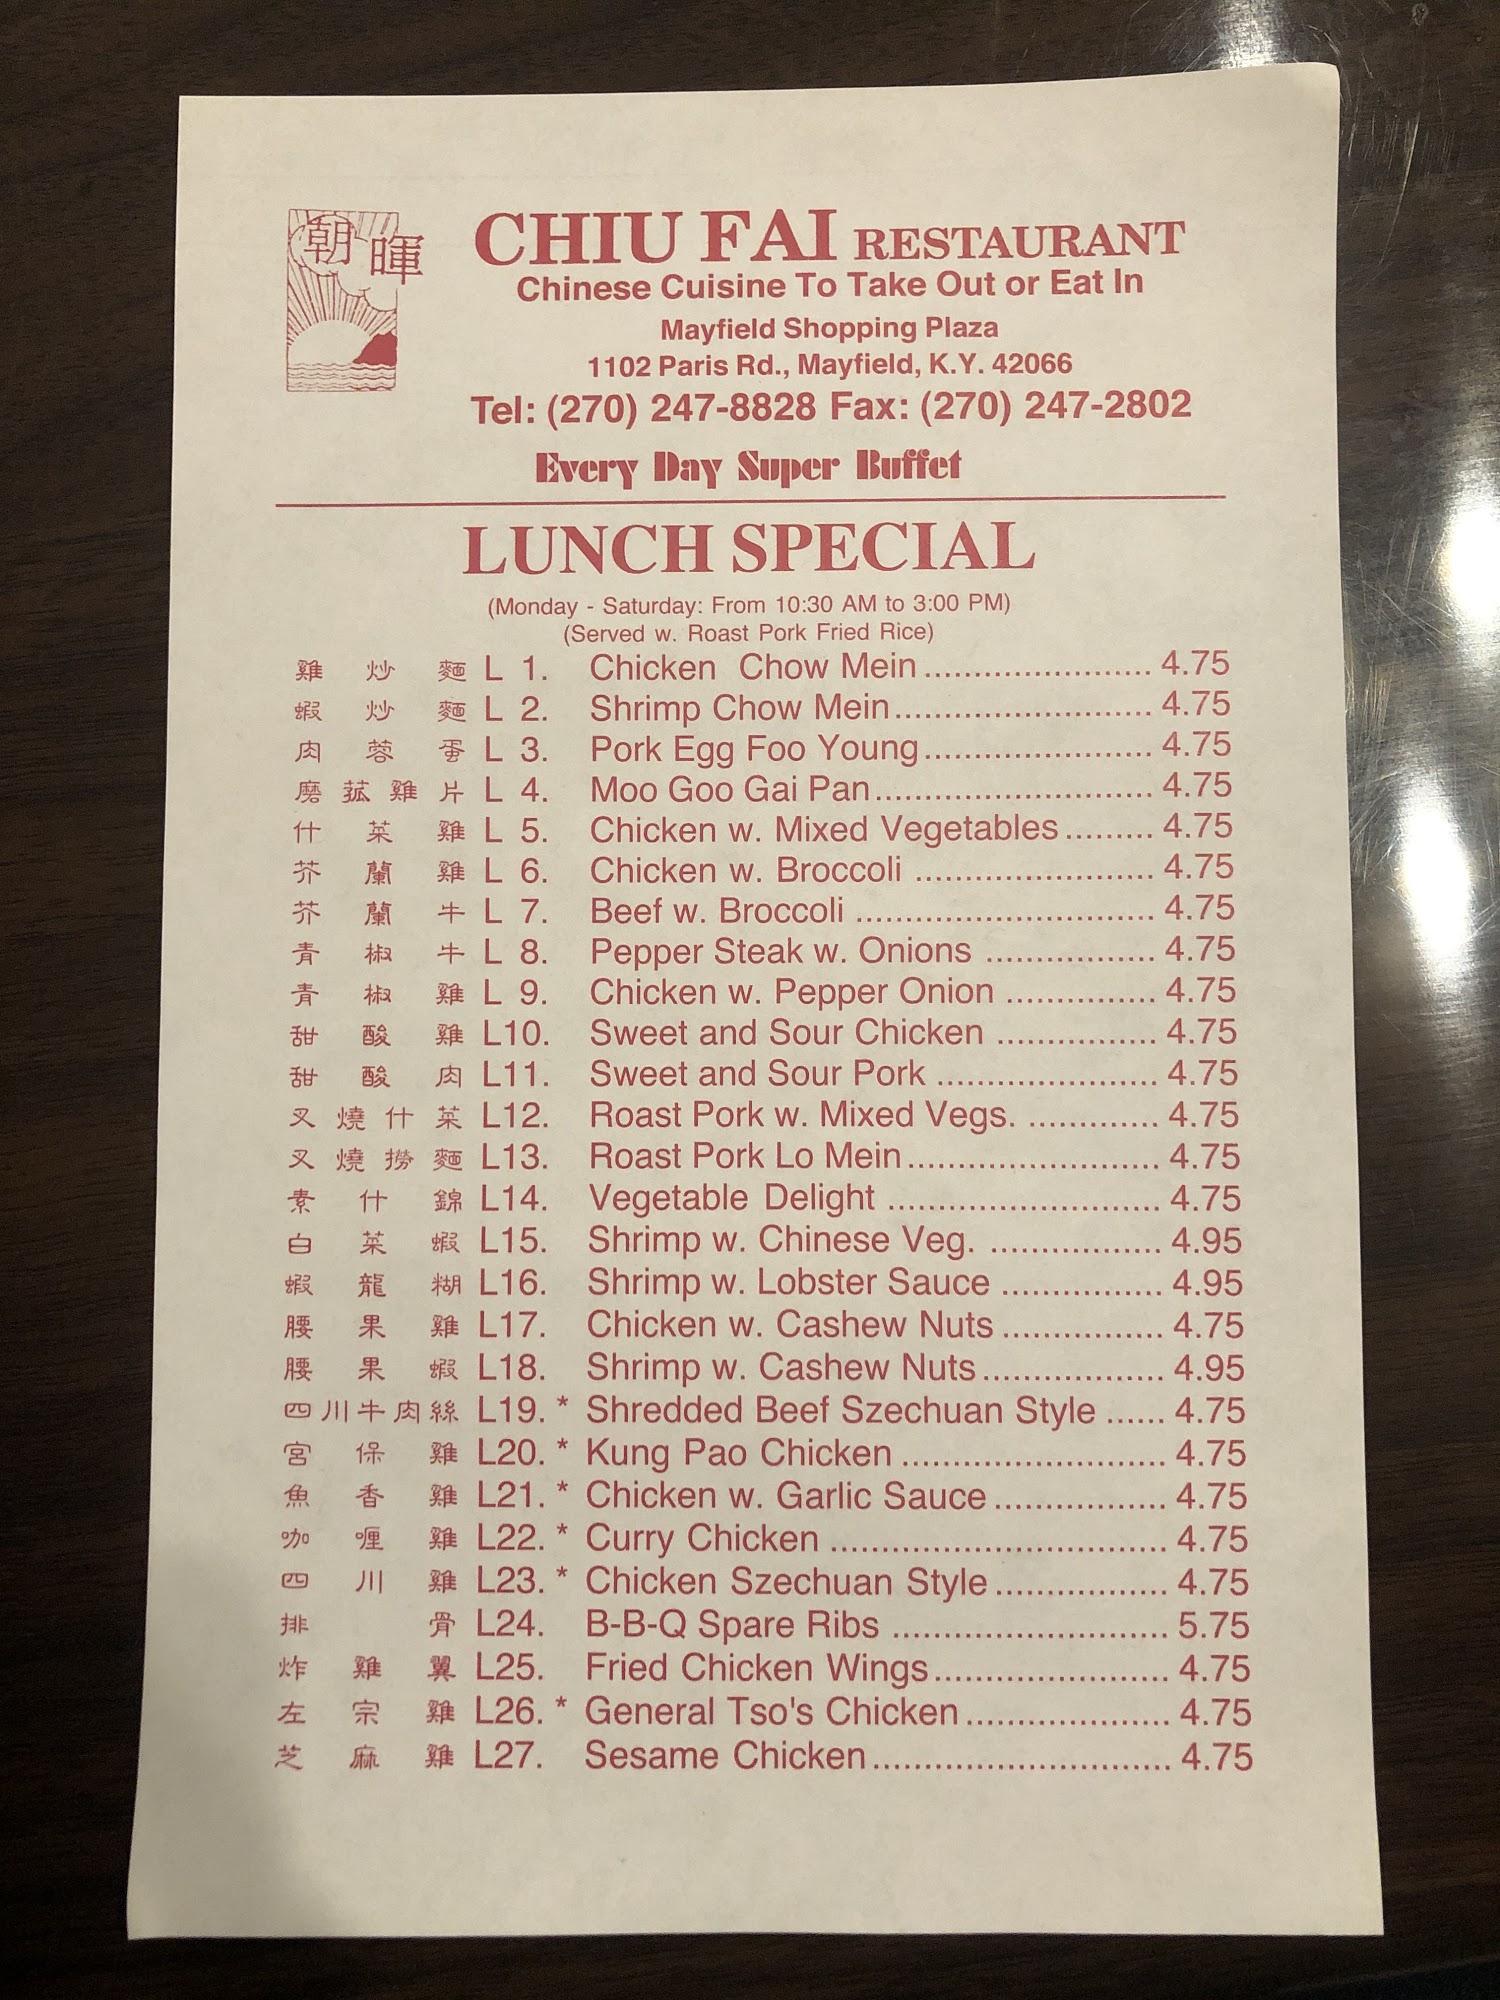 朝暉
CHIU FAI RESTAURANT
Chinese Cuisine To Take Out or Eat In
Mayfield Shopping Plaza
1102 Paris Rd., Mayfield, K.Y. 42066
Tel: (270) 247-8828 Fax: (270) 247-2802
Every Day Super Buffet
LUNCH SPECIAL
(Monday - Saturday: From 10:30 AM to 3:00 PM)
(Served w. Roast Pork Fried Rice)
雞炒麵 L 1. Chicken Chow Mein ...................... 4.75
蝦炒麵 L 2. Shrimp Chow Mein ......................... 4.75
肉蓉蛋 L 3. Pork Egg Foo Young ...................... 4.75
磨菰雞片 L 4. Moo Goo Gai Pan ........................... 4.75
什菜雞 L 5. Chicken w. Mixed Vegetables ......... 4.75
芥蘭雞 L 6. Chicken w. Broccoli ....................... 4.75
芥蘭牛 L 7. Beef w. Broccoli ............................. 4.75
青椒牛 L 8. Pepper Steak w. Onions ................. 4.75
青椒雞 L 9. Chicken w. Pepper Onion ............... 4.75
甜酸雞 L10. Sweet and Sour Chicken ................ 4.75
甜酸肉 L11. Sweet and Sour Pork ...................... 4.75
叉燒什菜 L12. Roast Pork w. Mixed Vegs. ............. 4.75
叉燒撈麵 L13. Roast Pork Lo Mein ......................... 4.75
素什錦 L14. Vegetable Delight ........................... 4.75
白菜蝦 L15. Shrimp w. Chinese Veg. ................. 4.95
蝦龍糊 L16. Shrimp w. Lobster Sauce ................ 4.95
腰果雞 L17. Chicken w. Cashew Nuts ................ 4.75
腰果蝦 L18. Shrimp w. Cashew Nuts .................. 4.95
四川牛肉絲 L19. * Shredded Beef Szechuan Style ...... 4.75
宮保雞 L20. * Kung Pao Chicken .......................... 4.75
魚香雞 L21. * Chicken w. Garlic Sauce ................. 4.75
咖喱雞 L22. * Curry Chicken ................................. 4.75
四川雞 L23. * Chicken Szechuan Style ................. 4.75
排骨 L24. B-B-Q Spare Ribs ........................... 5.75
炸雞翼 L25. Fried Chicken Wings ....................... 4.75
左宗雞 L26. * General Tso's Chicken .................... 4.75
芝麻雞 L27. Sesame Chicken ............................. 4.75